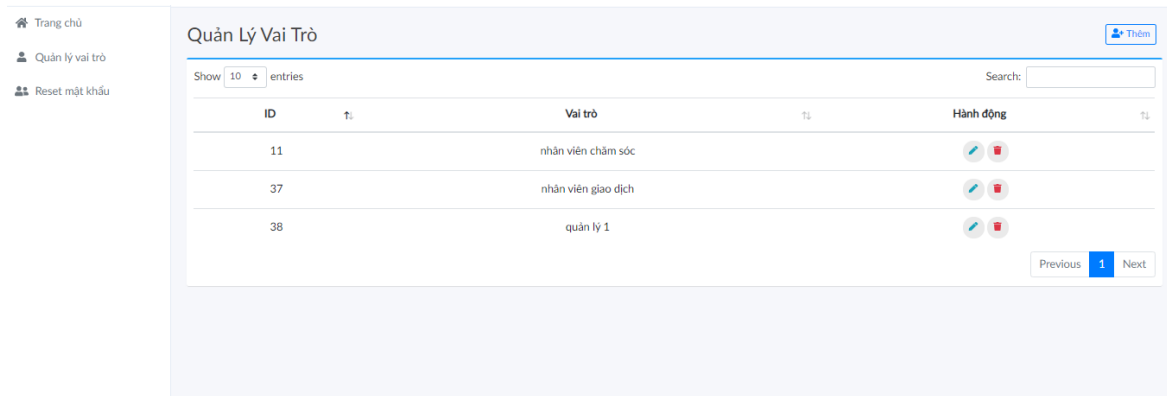 Trang chủ
Quản lý vai trò
Reset mật khẩu
Quản Lý Vai Trò
Thêm
Show 10 entries
Search:
ID Vai trò Hành động
11 nhân viên chăm sóc
37 nhân viên giao dịch
38 quản lý 1
Previous 1 Next